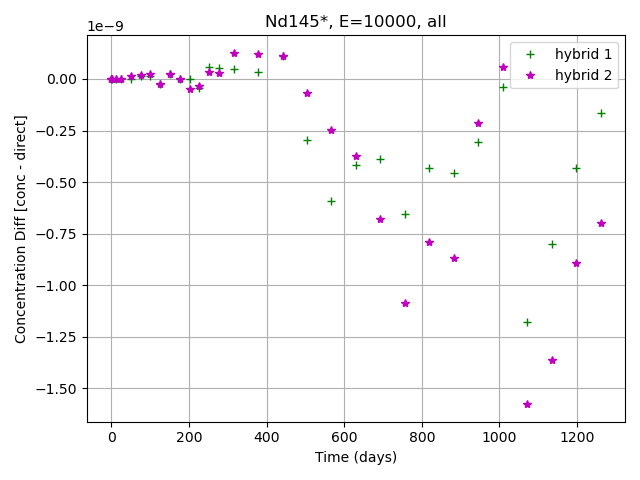 Nd145*, E=10000, all
1e−9
0.00
−0.25
−0.50
−0.75
−1.00
−1.25
−1.50
Concentration Diff [conc - direct]
hybrid 1
hybrid 2
0 200 400 600 800 1000 1200
Time (days)